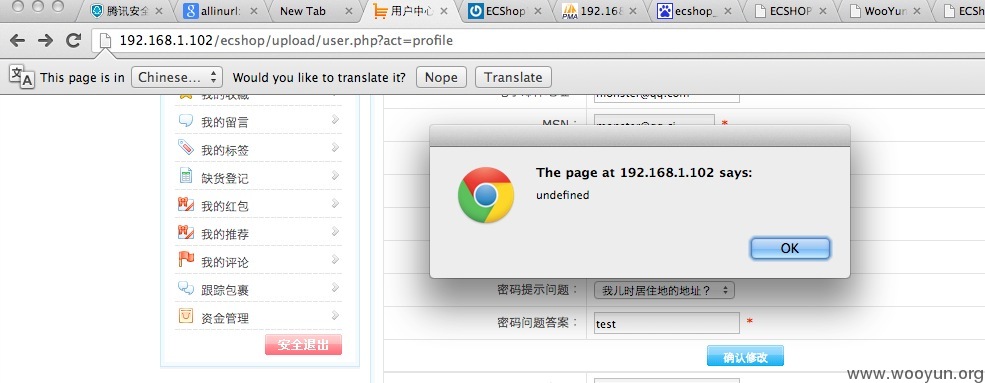 腾讯安全
allinurl:
New Tab
用户中心
ECShop
192.168
ecshop_
ECSHOP
WooYun
ECSh
192.168.1.102/ecshop/upload/user.php?act=profile
This page is in Chinese... Would you like to translate it? Nope Translate
我的收藏
我的留言
我的标签
缺货登记
我的红包
我的推荐
我的评论
跟踪包裹
资金管理
安全退出
monster@qq.com
MSN：
*
The page at 192.168.1.102 says:
undefined
OK
密码提示问题：
我儿时居住地的地址？
密码问题答案：
test
*
确认修改
www.wooyun.org